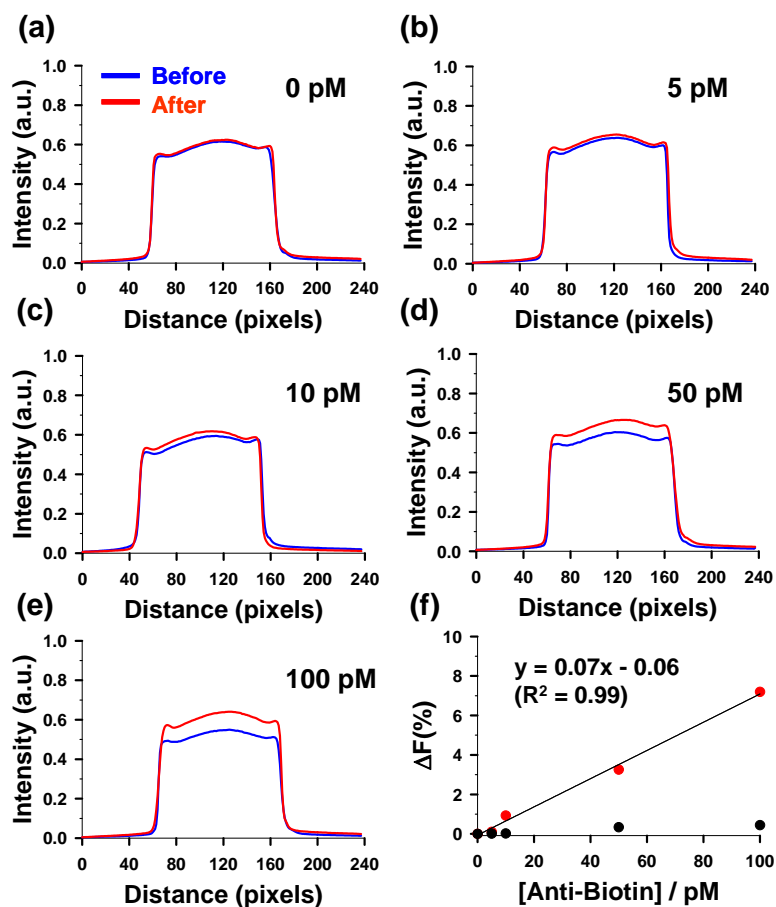 (a)
Before
After
0 pM
Intensity (a.u.)
1.0
0.8
0.6
0.4
0.2
0.0
0 40 80 120 160 200 240
Distance (pixels)
(b)
5 pM
Intensity (a.u.)
1.0
0.8
0.6
0.4
0.2
0.0
0 40 80 120 160 200 240
Distance (pixels)
(c)
10 pM
Intensity (a.u.)
1.0
0.8
0.6
0.4
0.2
0.0
0 40 80 120 160 200 240
Distance (pixels)
(d)
50 pM
Intensity (a.u.)
1.0
0.8
0.6
0.4
0.2
0.0
0 40 80 120 160 200 240
Distance (pixels)
(e)
100 pM
Intensity (a.u.)
1.0
0.8
0.6
0.4
0.2
0.0
0 40 80 120 160 200 240
Distance (pixels)
(f)
y = 0.07x - 0.06
(R² = 0.99)
ΔF(%)
10
8
6
4
2
0
0 20 40 60 80 100
[Anti-Biotin] / pM